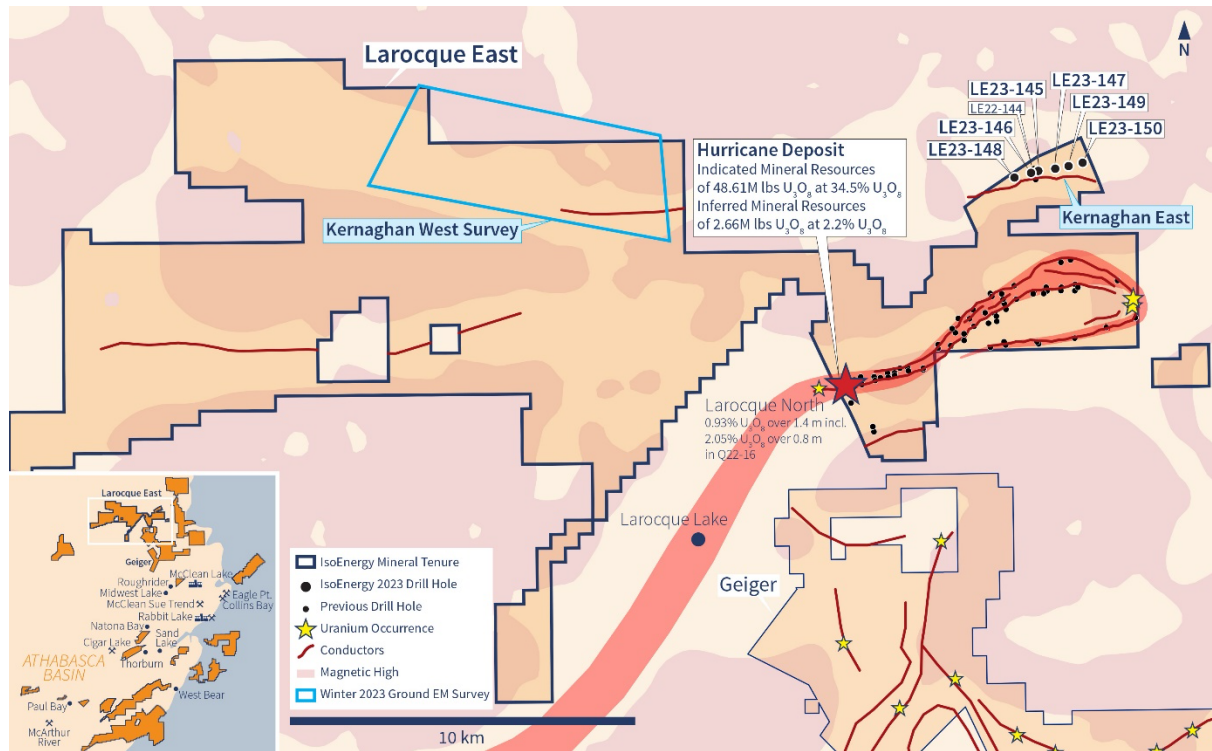 Larocque East
N
LE23-145
LE23-147
LE22-144
LE23-149
LE23-146
LE23-150
LE23-148
Hurricane Deposit
Indicated Mineral Resources
of 48.61M lbs U₃O₈ at 34.5% U₃O₈
Inferred Mineral Resources
of 2.66M lbs U₃O₈ at 2.2% U₃O₈
Kernaghan East
Kernaghan West Survey
Larocque North
0.93% U₃O₈ over 1.4 m incl.
2.05% U₃O₈ over 0.8 m
in Q22-16
Larocque Lake
Geiger
Larocque East
Geiger
McClean Lake
Roughrider
Midwest Lake
Eagle Pt.
Collins Bay
McClean Sue Trend
Rabbit Lake
Natona Bay
Sand
Lake
Cigar Lake
Thorburn
ATHABASCA
BASIN
West Bear
Paul Bay
McArthur
River
IsoEnergy Mineral Tenure
IsoEnergy 2023 Drill Hole
Previous Drill Hole
Uranium Occurrence
Conductors
Magnetic High
Winter 2023 Ground EM Survey
10 km